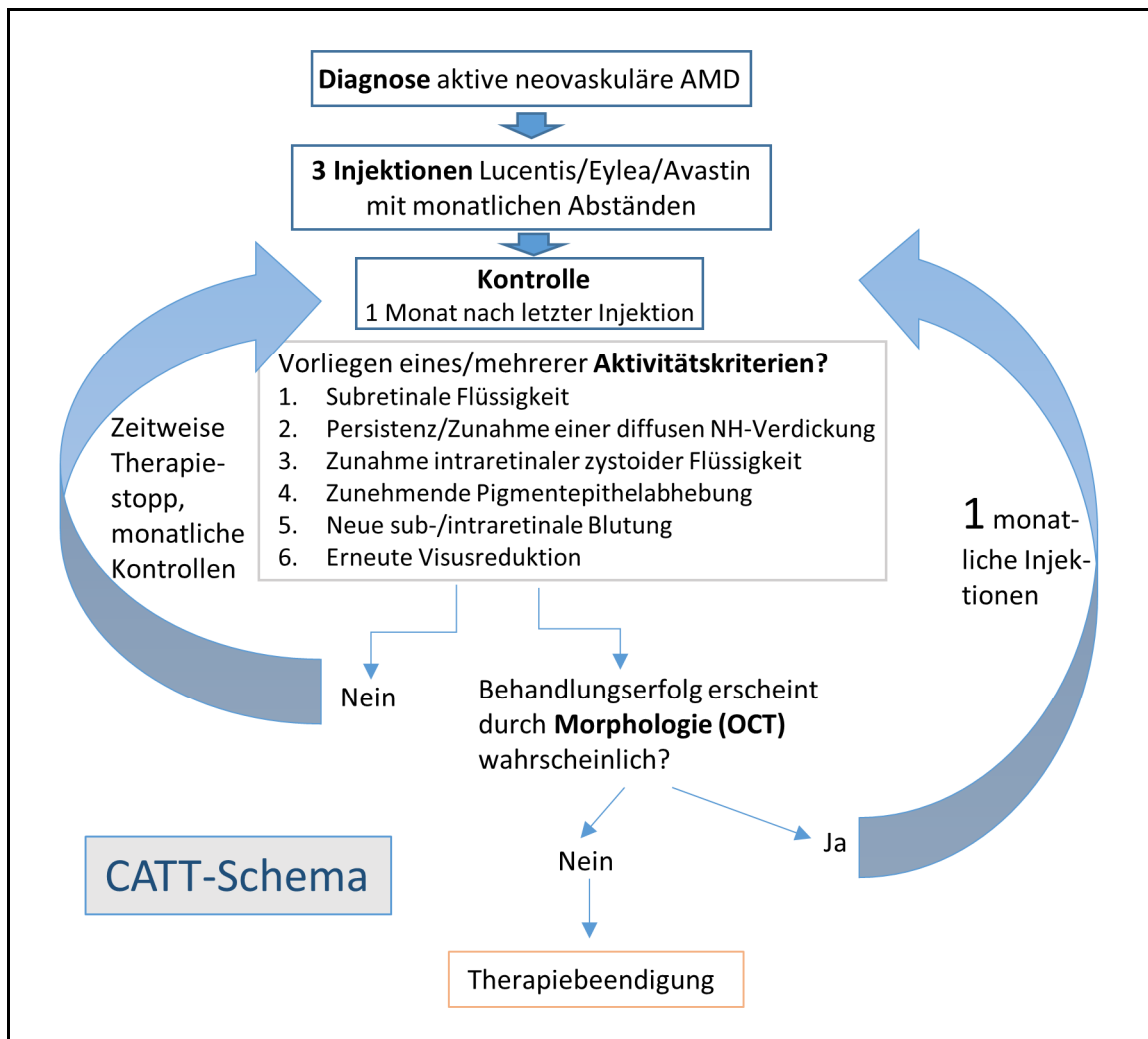 Diagnose aktive neovaskuläre AMD
3 Injektionen Lucentis/Eylea/Avastin
mit monatlichen Abständen
Kontrolle
1 Monat nach letzter Injektion
Vorliegen eines/mehrerer Aktivitätskriterien?
1. Subretinale Flüssigkeit
2. Persistenz/Zunahme einer diffusen NH-Verdickung
3. Zunahme intraretinaler zystoider Flüssigkeit
4. Zunehmende Pigmentepithelabhebung
5. Neue sub-/intraretinale Blutung
6. Erneute Visusreduktion
Zeitweise
Therapie-
stopp,
monatliche
Kontrollen
1 monat-
liche Injek-
tionen
Nein
Behandlungserfolg erscheint
durch Morphologie (OCT)
wahrscheinlich?
Nein
Ja
CATT-Schema
Therapiebeendigung